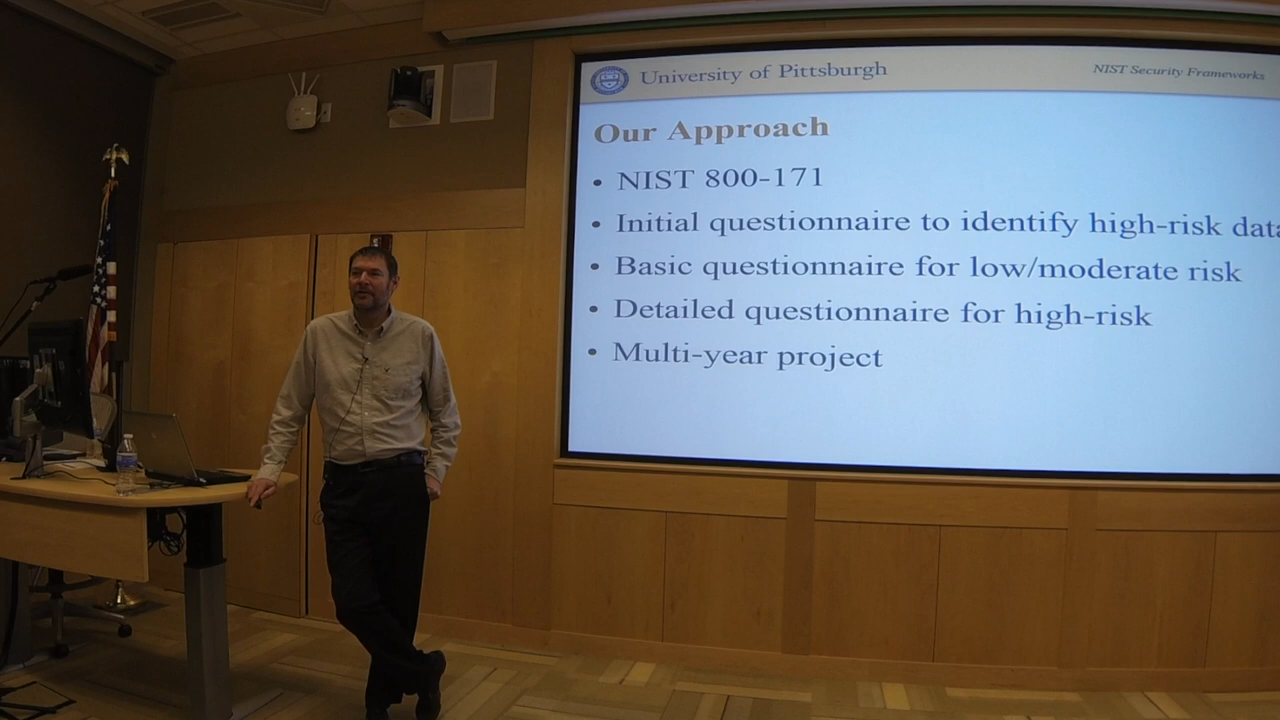 University of Pittsburgh
NIST Security Frameworks
Our Approach
• NIST 800-171
• Initial questionnaire to identify high-risk data
• Basic questionnaire for low/moderate risk
• Detailed questionnaire for high-risk
• Multi-year project